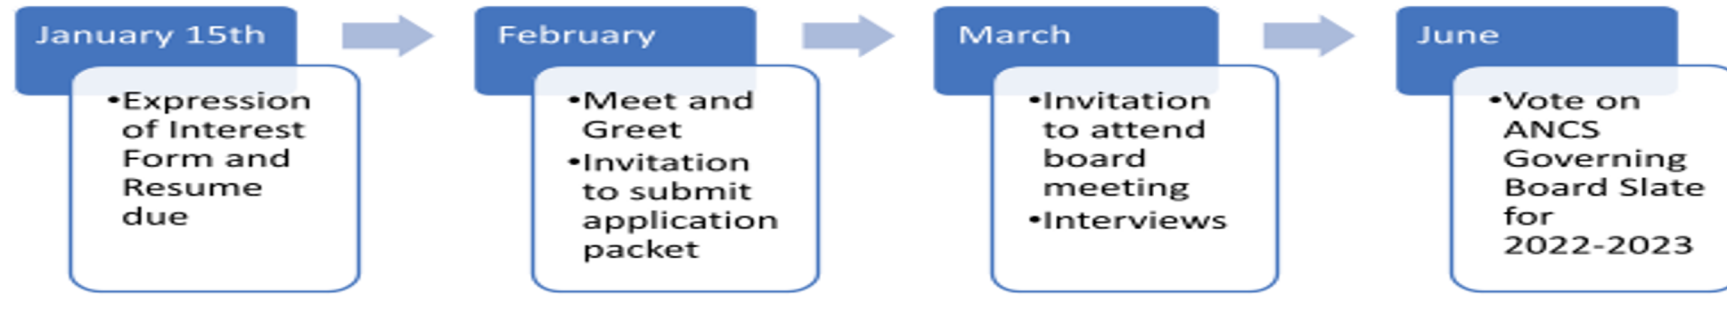 January 15th
•Expression
of Interest
Form and
Resume
due
February
•Meet and
Greet
•Invitation
to submit
application
packet
March
•Invitation
to attend
board
meeting
•Interviews
June
•Vote on
ANCS
Governing
Board Slate
for
2022-2023